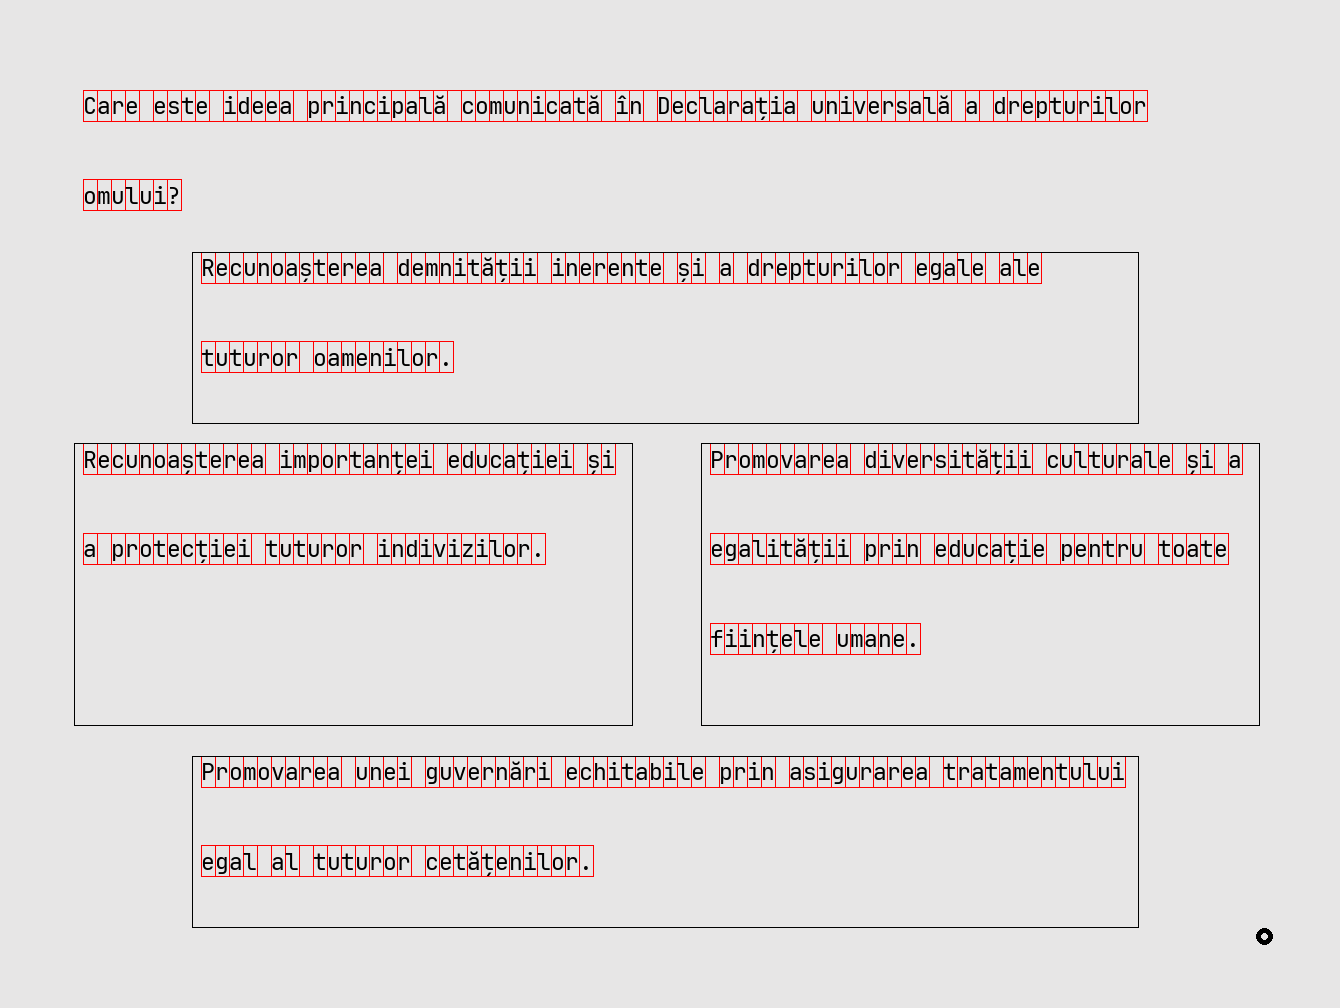 Care este ideea principală comunicată în Declarația universală a drepturilor
omului?
Recunoașterea demnității inerente și a drepturilor egale ale
tuturor oamenilor.
Recunoașterea importanței educației și
a protecției tuturor indivizilor.
Promovarea diversității culturale și a
egalității prin educație pentru toate
ființele umane.
Promovarea unei guvernări echitabile prin asigurarea tratamentului
egal al tuturor cetățenilor.